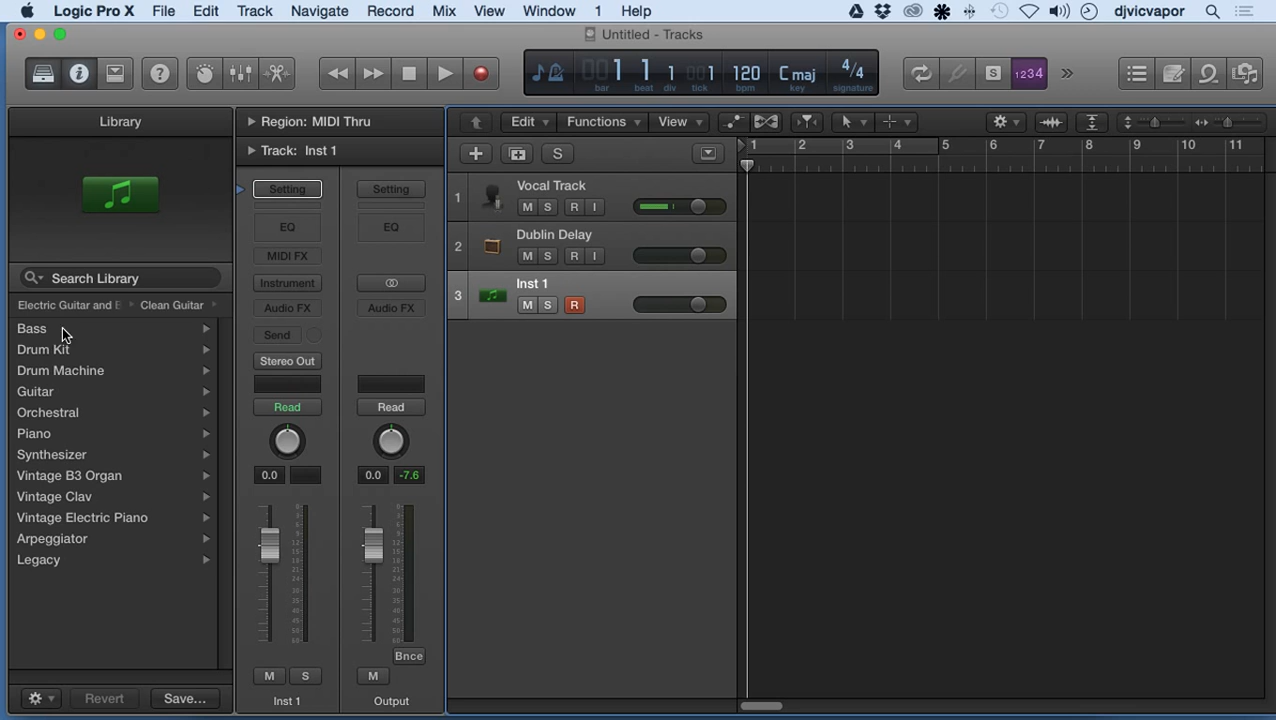 Logic Pro X File Edit Track Navigate Record Mix View Window 1 Help djvicvapor
Untitled - Tracks
001 1 1 001 120 C maj 4/4
bar beat div tick bpm key signature
? S 1234
Library
Region: MIDI Thru
Track: Inst 1
Edit Functions View
S
1 2 3 4 5 6 7 8 9 10 11
Setting Setting
EQ EQ
MIDI FX
Instrument
Audio FX Audio FX
Send
Stereo Out
Read Read
0.0 0.0 -7.6
Bnce
M S M
Inst 1 Output
1 Vocal Track
M S R I
2 Dublin Delay
M S R I
3 Inst 1
M S R
Search Library
Electric Guitar and B Clean Guitar
Bass
Drum Kit
Drum Machine
Guitar
Orchestral
Piano
Synthesizer
Vintage B3 Organ
Vintage Clav
Vintage Electric Piano
Arpeggiator
Legacy
Revert Save...